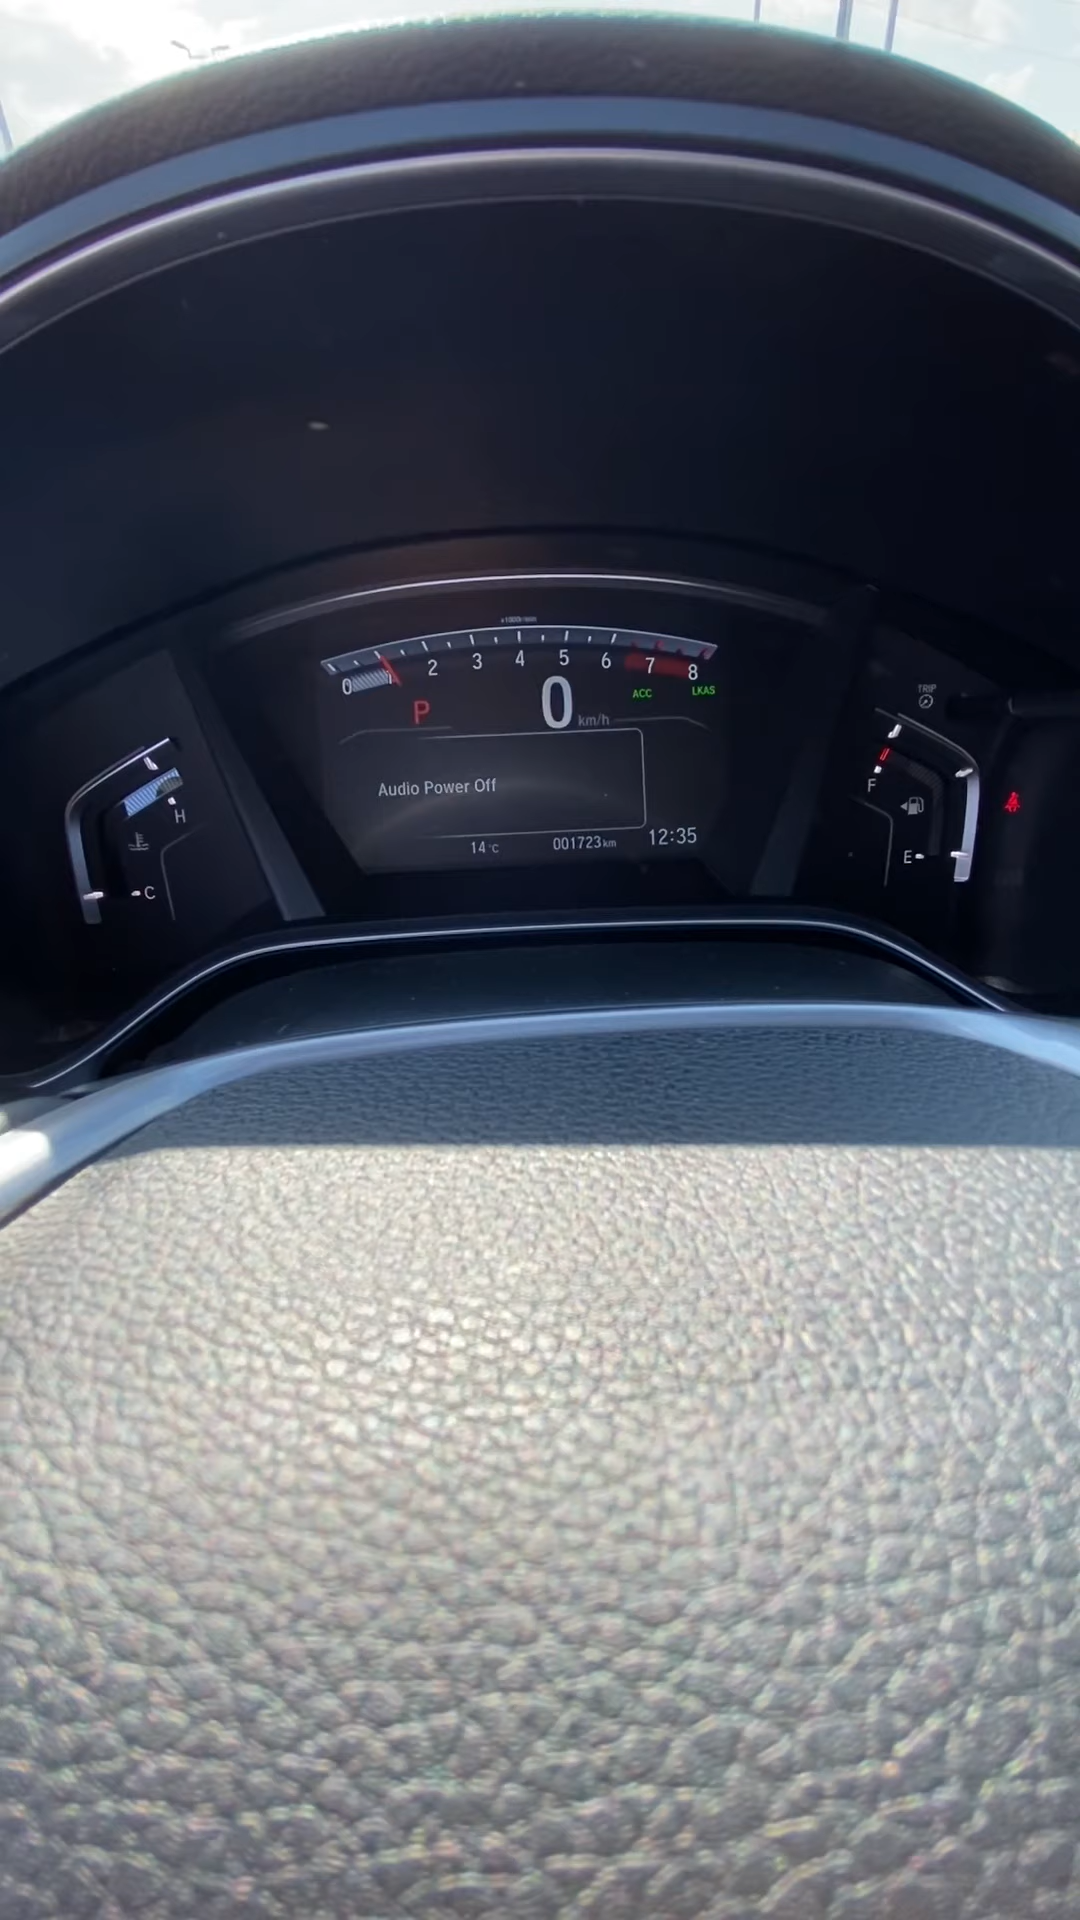 x1000r/min
0 1 2 3 4 5 6 7 8
P
0 km/h
ACC
LKAS
Audio Power Off
14°C
001723km
12:35
H
C
TRIP
F
E